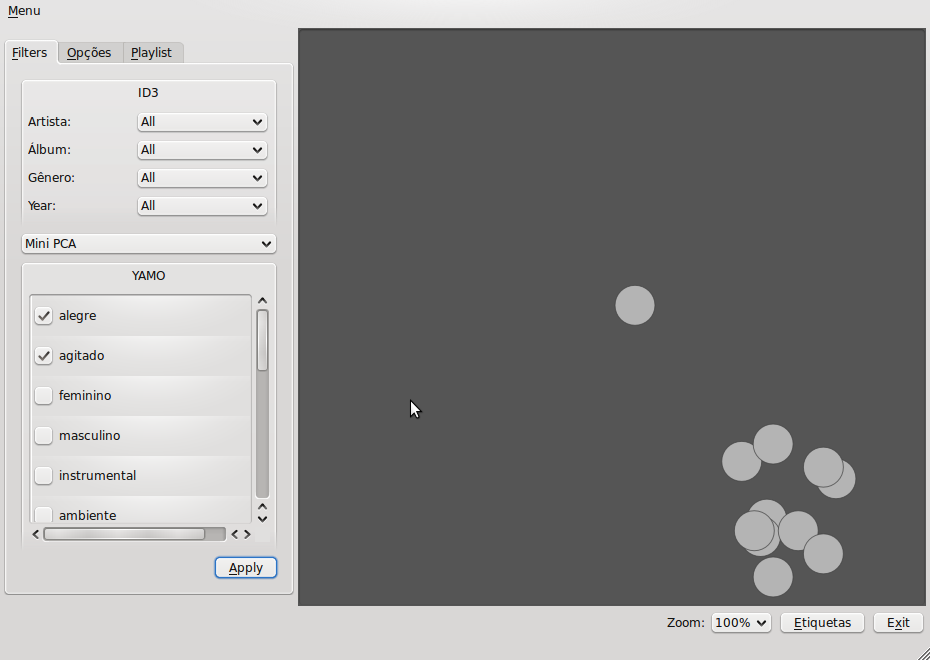 Menu
Filters Opções Playlist
ID3
Artista: All
Álbum: All
Gênero: All
Year: All
Mini PCA
YAMO
alegre
agitado
feminino
masculino
instrumental
ambiente
Apply
Zoom: 100% Etiquetas Exit